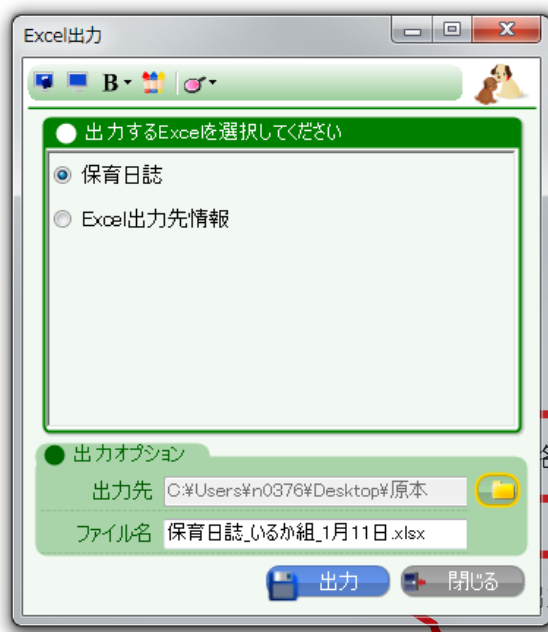 Excel出力
B
出力するExcelを選択してください
保育日誌
Excel出力先情報
出力オプション
出力先 C:¥Users¥n0376¥Desktop¥原本
ファイル名 保育日誌_いるか組_1月11日.xlsx
出力 閉じる